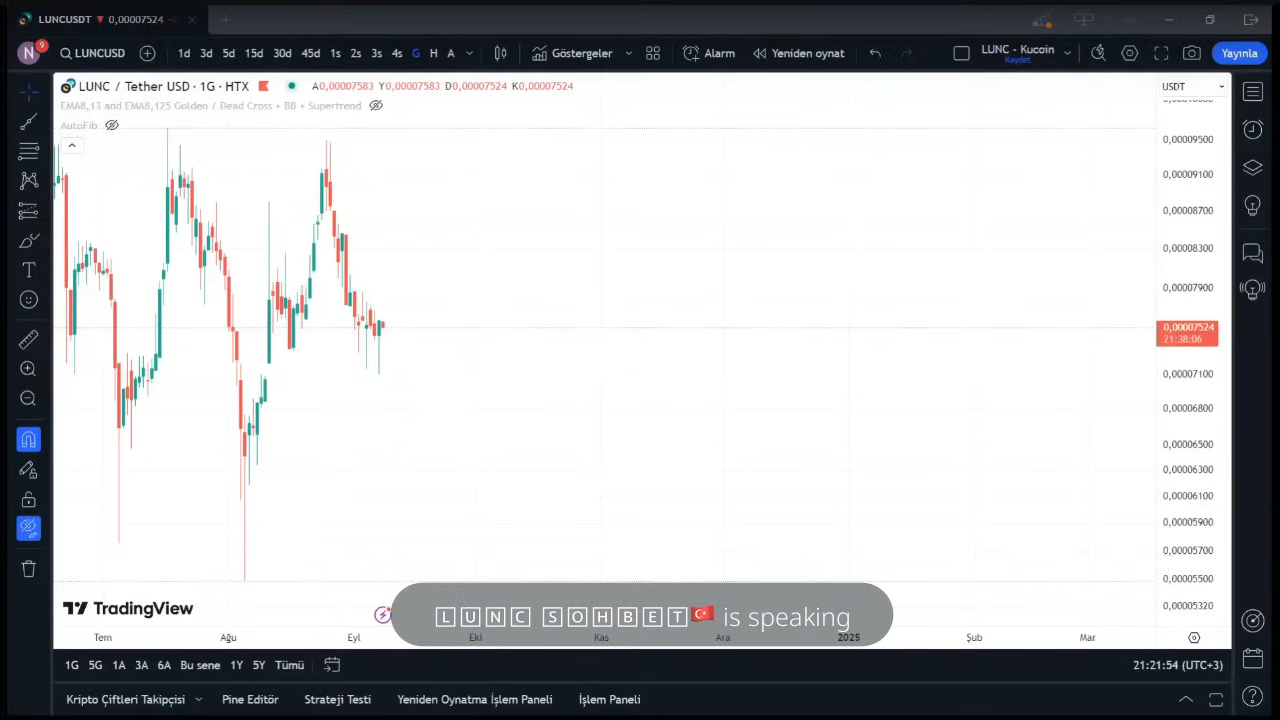 LUNCUSDT ▼ 0,00007524 –
N 9 LUNCUSD 1d 3d 5d 15d 30d 45d 1s 2s 3s 4s G H A Göstergeler Alarm Yeniden oynat LUNC - Kucoin Kaydet Yayınla
LUNC / Tether USD · 1G · HTX A0,00007583 Y0,00007583 D0,00007524 K0,00007524
USDT
EMA8,13 and EMA8,125 Golden / Dead Cross + BB + Supertrend
AutoFib
0,00009500
0,00009100
0,00008700
0,00008300
0,00007900
0,00007524
21:38:06
0,00007100
0,00006800
0,00006500
0,00006300
0,00006100
0,00005900
0,00005700
0,00005500
0,00005320
TradingView
LUNC SOHBET🇹🇷 is speaking
Tem Ağu Eyl Eki Kas Ara 2025 Şub Mar
1G 5G 1A 3A 6A Bu sene 1Y 5Y Tümü 21:21:54 (UTC+3)
Kripto Çiftleri Takipçisi Pine Editör Strateji Testi Yeniden Oynatma İşlem Paneli İşlem Paneli